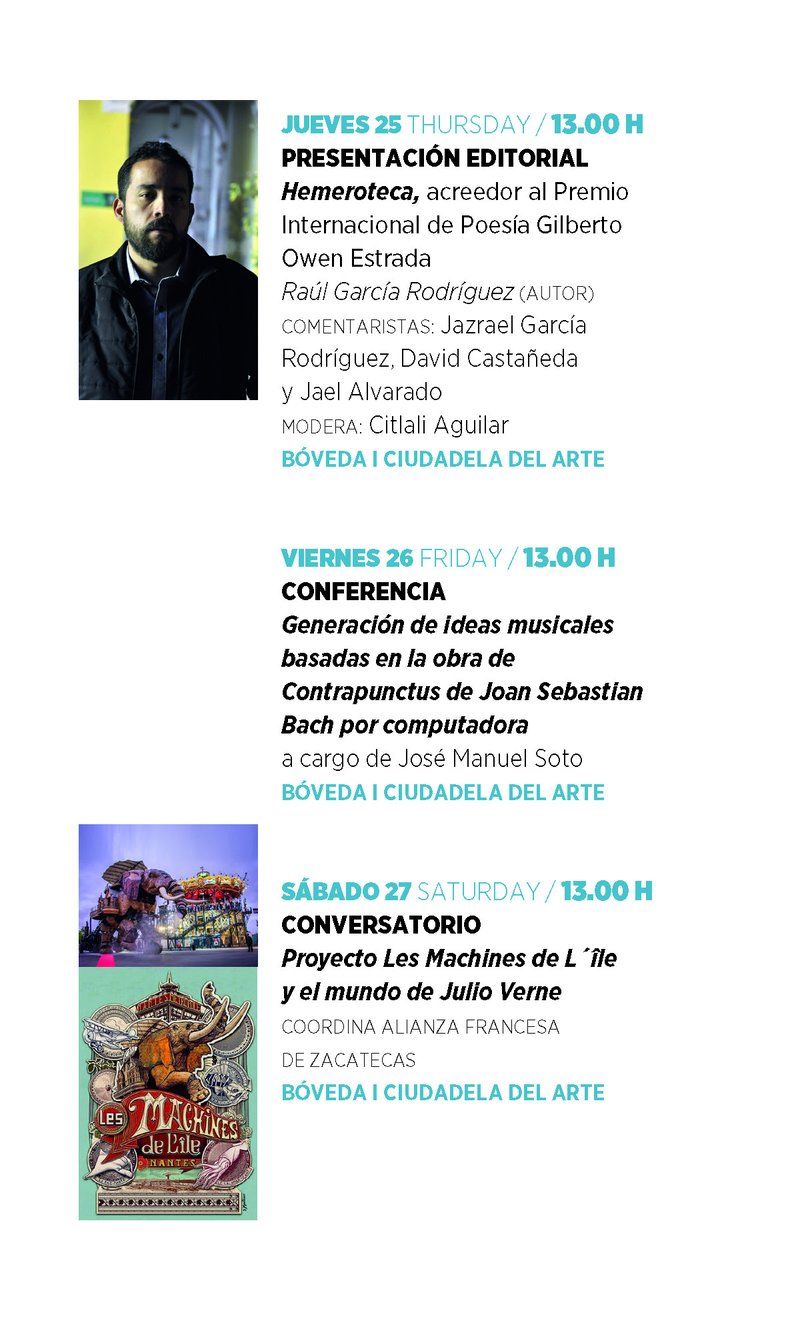 JUEVES 25 THURSDAY / 13.00 H
PRESENTACIÓN EDITORIAL
Hemeroteca, acreedor al Premio
Internacional de Poesía Gilberto
Owen Estrada
Raúl García Rodríguez (AUTOR)
COMENTARISTAS: Jazrael García
Rodríguez, David Castañeda
y Jael Alvarado
MODERA: Citlali Aguilar
BÓVEDA I CIUDADELA DEL ARTE
VIERNES 26 FRIDAY / 13.00 H
CONFERENCIA
Generación de ideas musicales
basadas en la obra de
Contrapunctus de Joan Sebastian
Bach por computadora
a cargo de José Manuel Soto
BÓVEDA I CIUDADELA DEL ARTE
SÁBADO 27 SATURDAY / 13.00 H
CONVERSATORIO
Proyecto Les Machines de L´île
y el mundo de Julio Verne
COORDINA ALIANZA FRANCESA
DE ZACATECAS
BÓVEDA I CIUDADELA DEL ARTE
LES MACHINES
de L'île
NANTES